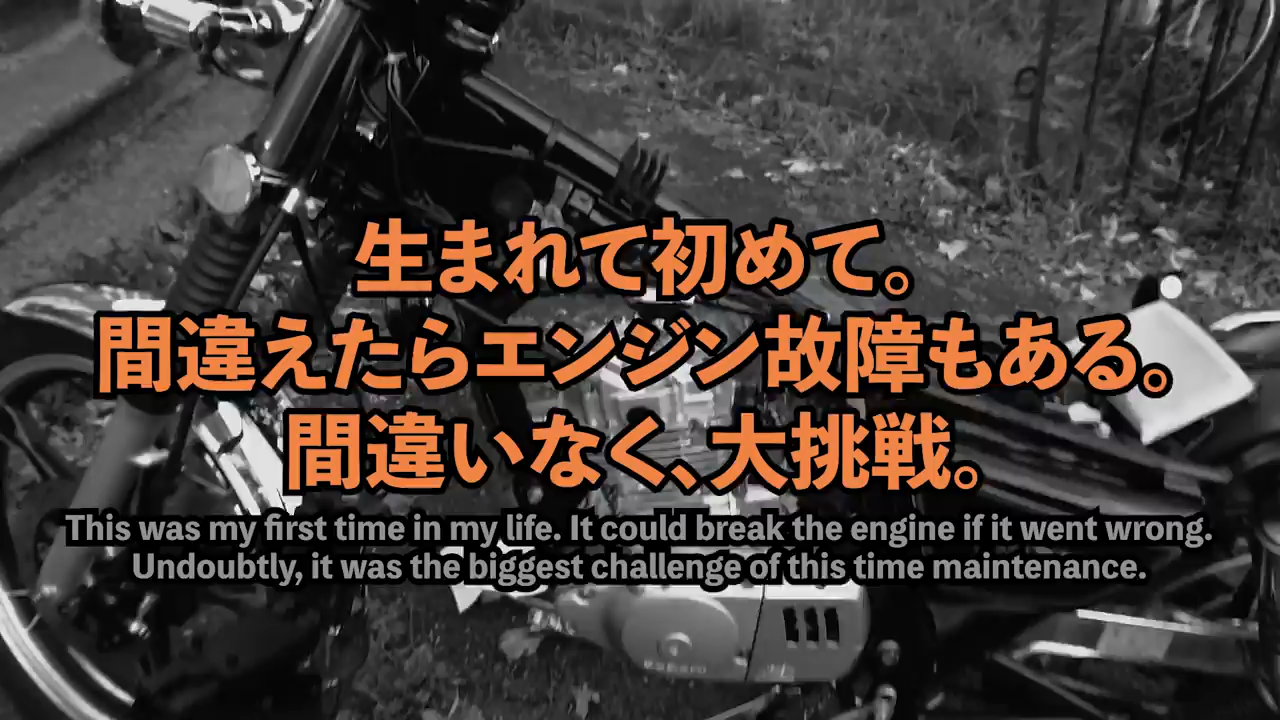 生まれて初めて。
間違えたらエンジン故障もある。
間違いなく、大挑戦。
This was my first time in my life. It could break the engine if it went wrong.
Undoubtly, it was the biggest challenge of this time maintenance.